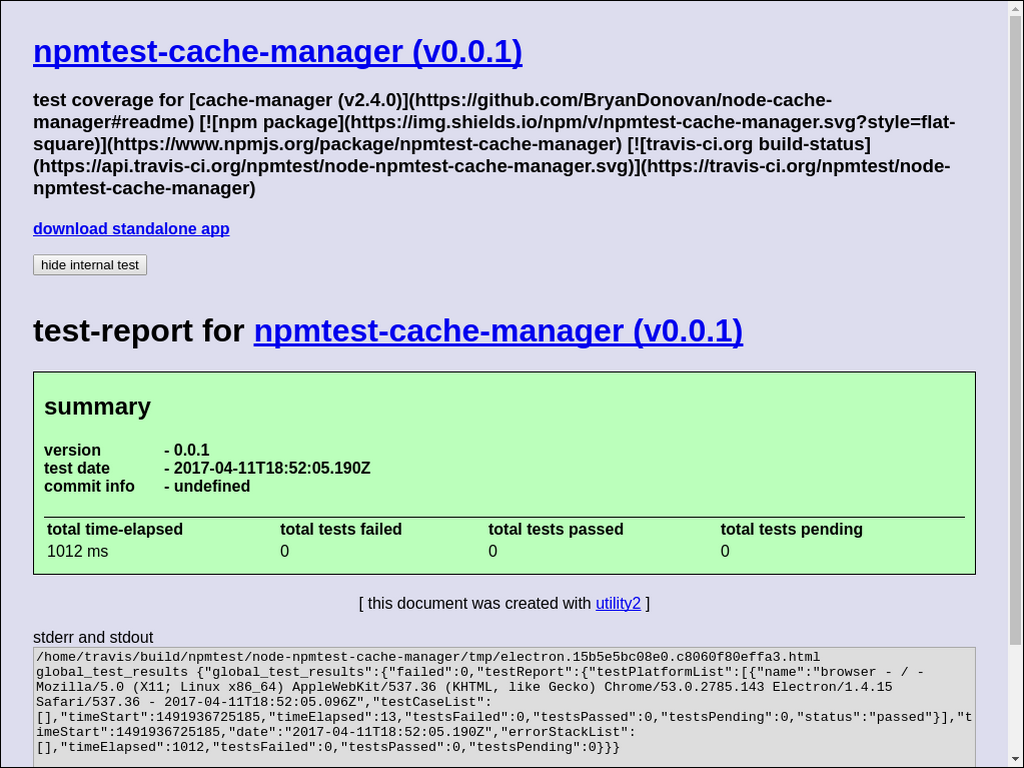 npmtest-cache-manager (v0.0.1)
test coverage for [cache-manager (v2.4.0)](https://github.com/BryanDonovan/node-cache-
manager#readme) [![npm package](https://img.shields.io/npm/v/npmtest-cache-manager.svg?style=flat-
square)](https://www.npmjs.org/package/npmtest-cache-manager) [![travis-ci.org build-status]
(https://api.travis-ci.org/npmtest/node-npmtest-cache-manager.svg)](https://travis-ci.org/npmtest/node-
npmtest-cache-manager)
download standalone app
hide internal test
test-report for npmtest-cache-manager (v0.0.1)
summary
version - 0.0.1
test date - 2017-04-11T18:52:05.190Z
commit info - undefined
total time-elapsed total tests failed total tests passed total tests pending
1012 ms 0 0 0
[ this document was created with utility2 ]
stderr and stdout
/home/travis/build/npmtest/node-npmtest-cache-manager/tmp/electron.15b5e5bc08e0.c8060f80effa3.html
global_test_results {"global_test_results":{"failed":0,"testReport":{"testPlatformList":[{"name":"browser - / -
Mozilla/5.0 (X11; Linux x86_64) AppleWebKit/537.36 (KHTML, like Gecko) Chrome/53.0.2785.143 Electron/1.4.15
Safari/537.36 - 2017-04-11T18:52:05.096Z","testCaseList":
[],"timeStart":1491936725185,"timeElapsed":13,"testsFailed":0,"testsPassed":0,"testsPending":0,"status":"passed"}],"t
imeStart":1491936725185,"date":"2017-04-11T18:52:05.190Z","errorStackList":
[],"timeElapsed":1012,"testsFailed":0,"testsPassed":0,"testsPending":0}}}